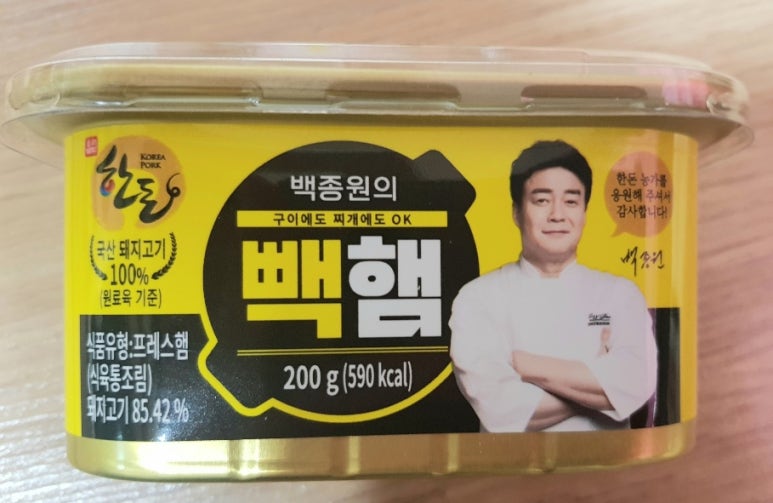 한돈
KOREA
PORK
국산 돼지고기
100%
(원료육 기준)
식품유형:프레스햄
(식육통조림)
돼지고기 85.42%
백종원의
구이에도 찌개에도 OK
빽햄
200 g (590 kcal)
한돈 농가를
응원해 주셔서
감사합니다!
백종원